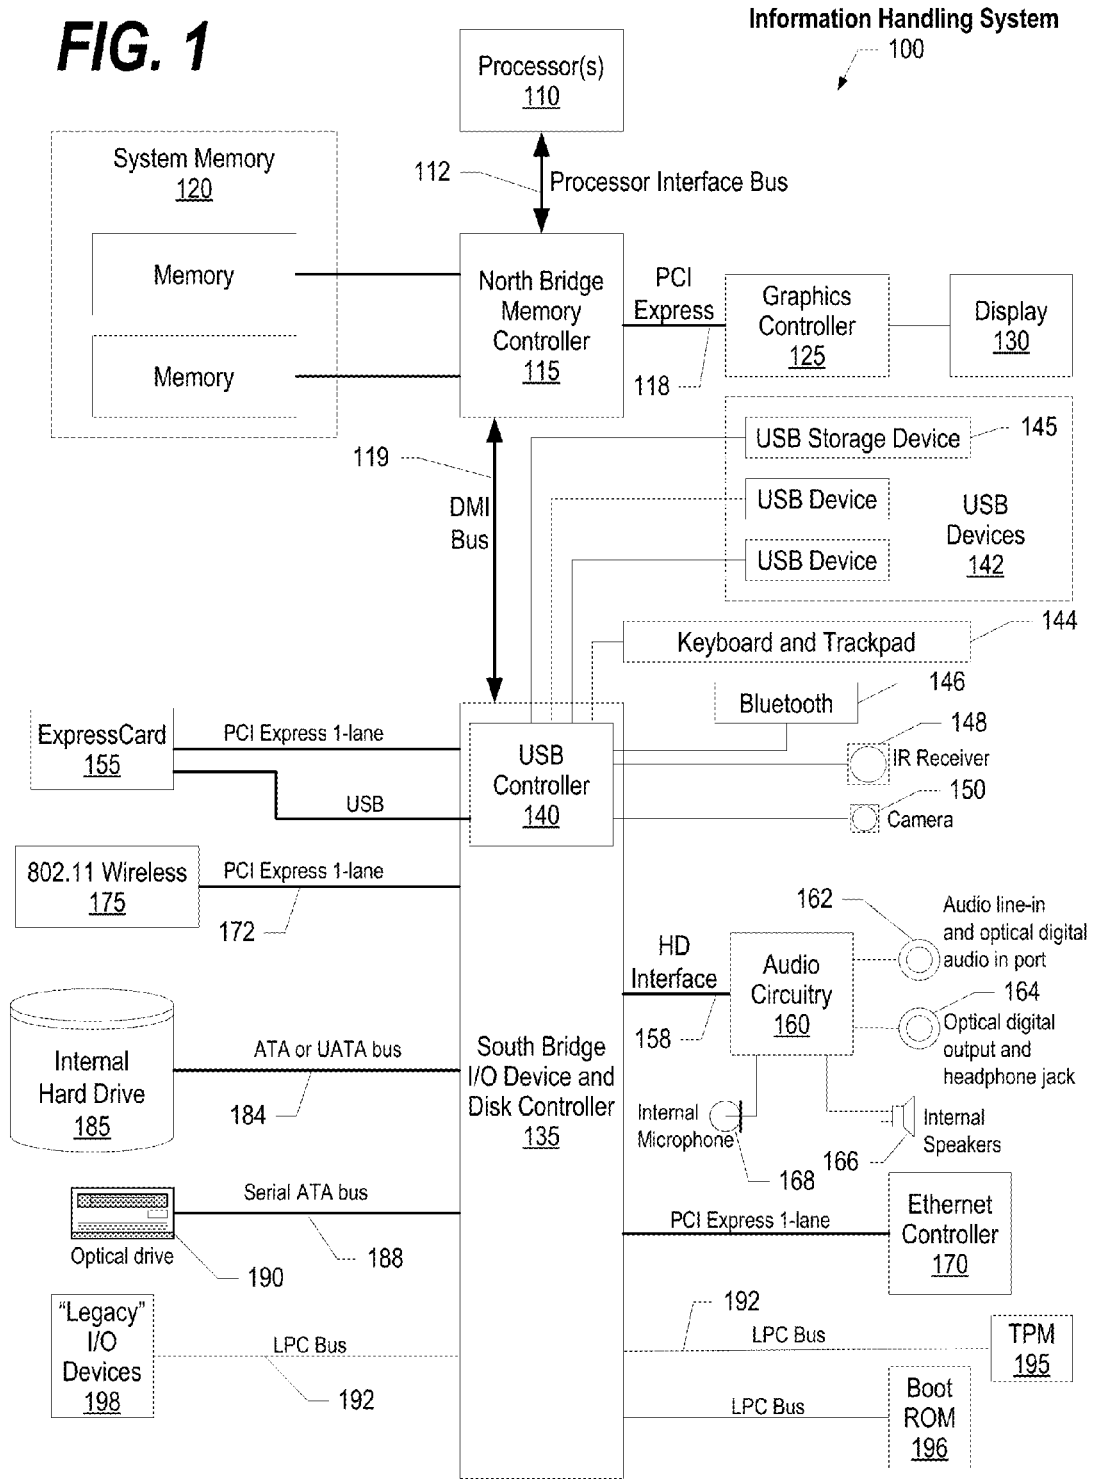 FIG. 1
Information Handling System
100
Processor(s)
110
System Memory
120
112
Processor Interface Bus
Memory
Memory
North Bridge
Memory
Controller
115
PCI
Express
118
Graphics
Controller
125
Display
130
119
DMI
Bus
USB Storage Device
145
USB Device
USB Device
USB
Devices
142
Keyboard and Trackpad
144
Bluetooth
146
148
IR Receiver
150
Camera
ExpressCard
155
PCI Express 1-lane
USB
USB
Controller
140
802.11 Wireless
175
PCI Express 1-lane
172
162
Audio line-in
and optical digital
audio in port
HD
Interface
158
Audio
Circuitry
160
164
Optical digital
output and
headphone jack
Internal
Hard Drive
185
ATA or UATA bus
184
South Bridge
I/O Device and
Disk Controller
135
Internal
Microphone
168
166
Internal
Speakers
Serial ATA bus
188
Optical drive
190
PCI Express 1-lane
Ethernet
Controller
170
“Legacy”
I/O
Devices
198
LPC Bus
192
192
LPC Bus
TPM
195
LPC Bus
Boot
ROM
196